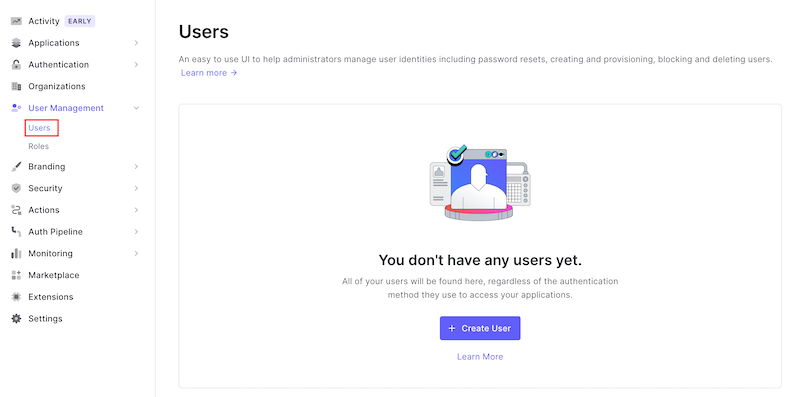 Activity EARLY
Applications
Authentication
Organizations
User Management
Users
Roles
Branding
Security
Actions
Auth Pipeline
Monitoring
Marketplace
Extensions
Settings
Users
An easy to use UI to help administrators manage user identities including password resets, creating and provisioning, blocking and deleting users.
Learn more →
You don't have any users yet.
All of your users will be found here, regardless of the authentication
method they use to access your applications.
+ Create User
Learn More